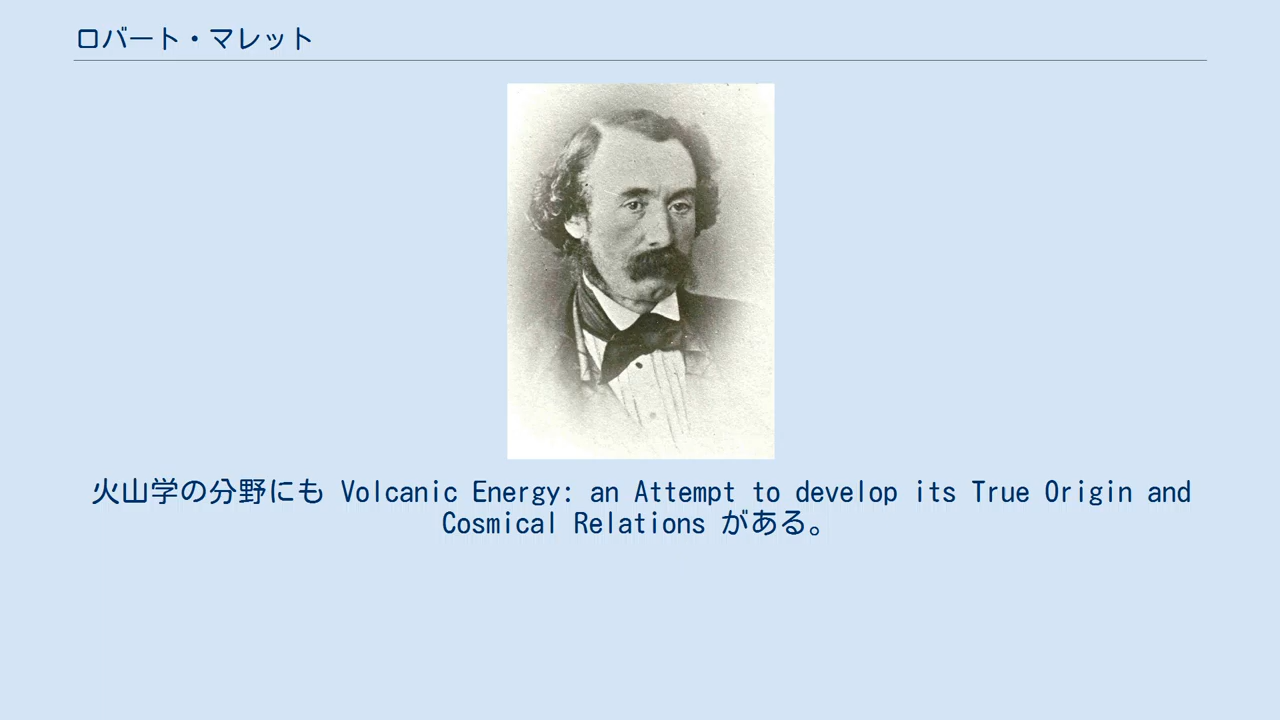 ロバート・マレット
火山学の分野にも Volcanic Energy: an Attempt to develop its True Origin and
Cosmical Relations がある。